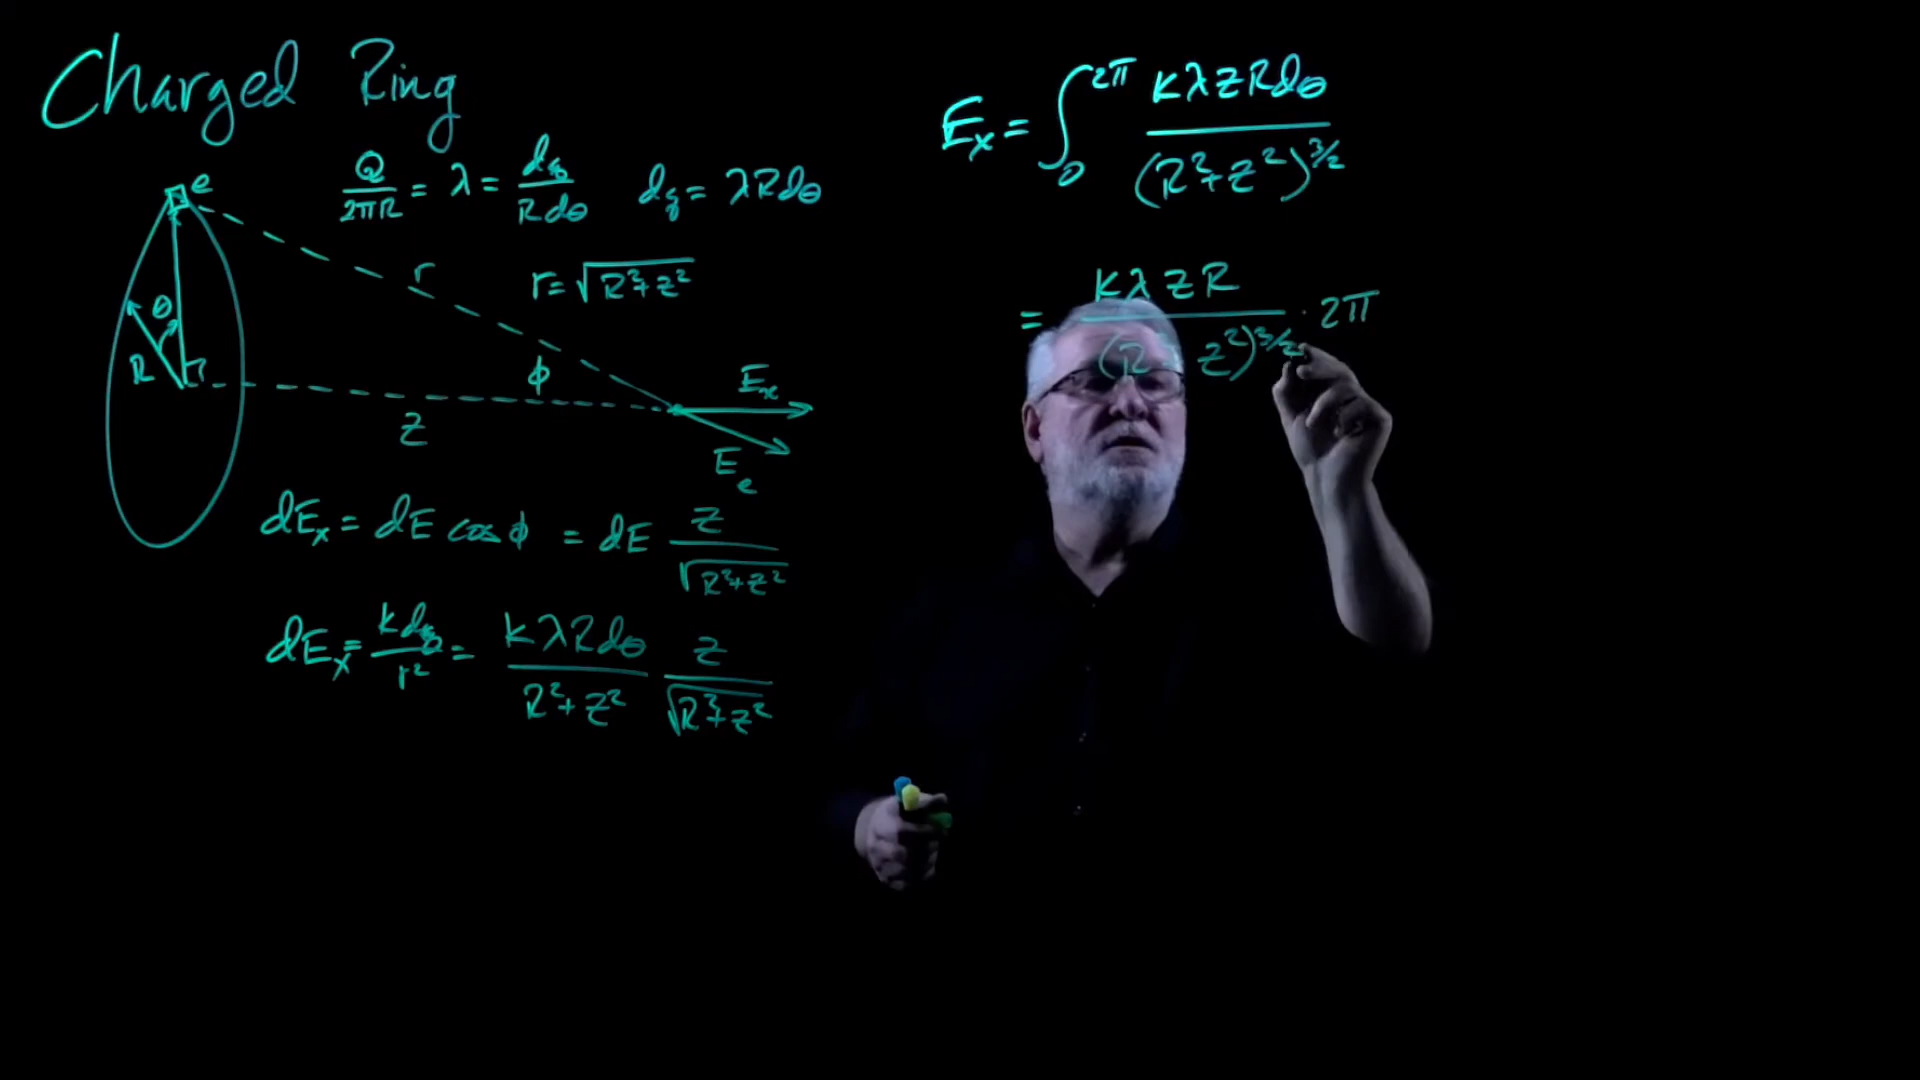 Charged Ring
e
Q/2πR = λ = dq/Rdθ dq = λRdθ
r
r = √R²+z²
θ
R
φ
z
Eₓ
Eₑ
dEₓ = dE cos φ = dE z/√R²+z²
dEₓ = kdq/r² = kλRdθ/R²+z² z/√R²+z²
Eₓ = ∫₀^2π kλzRdθ/(R²+z²)^3/2
= kλzR/(R²+z²)^3/2 · 2π